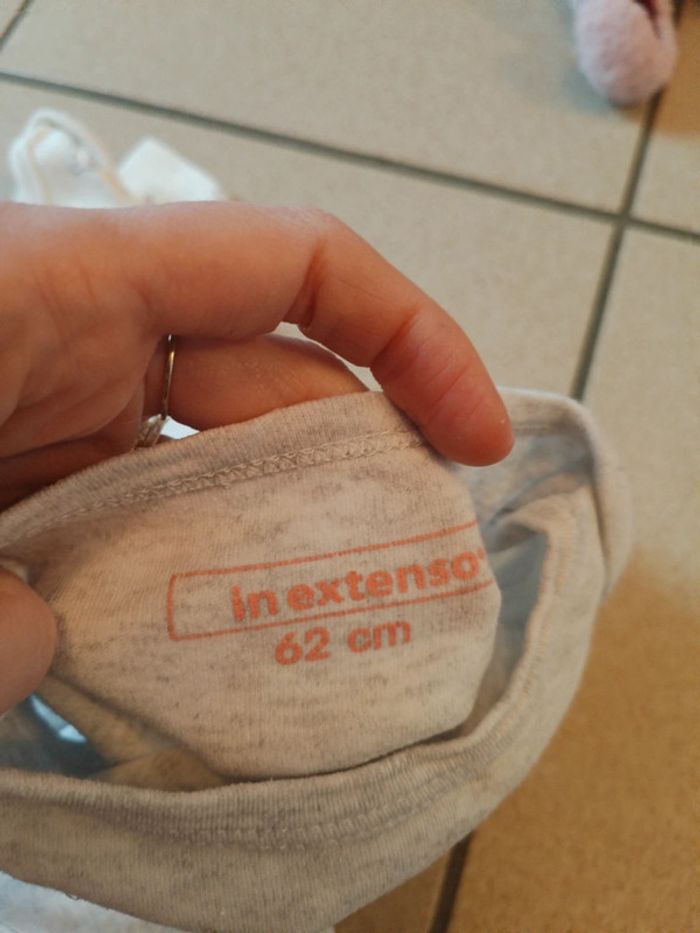 in extenso
62 cm